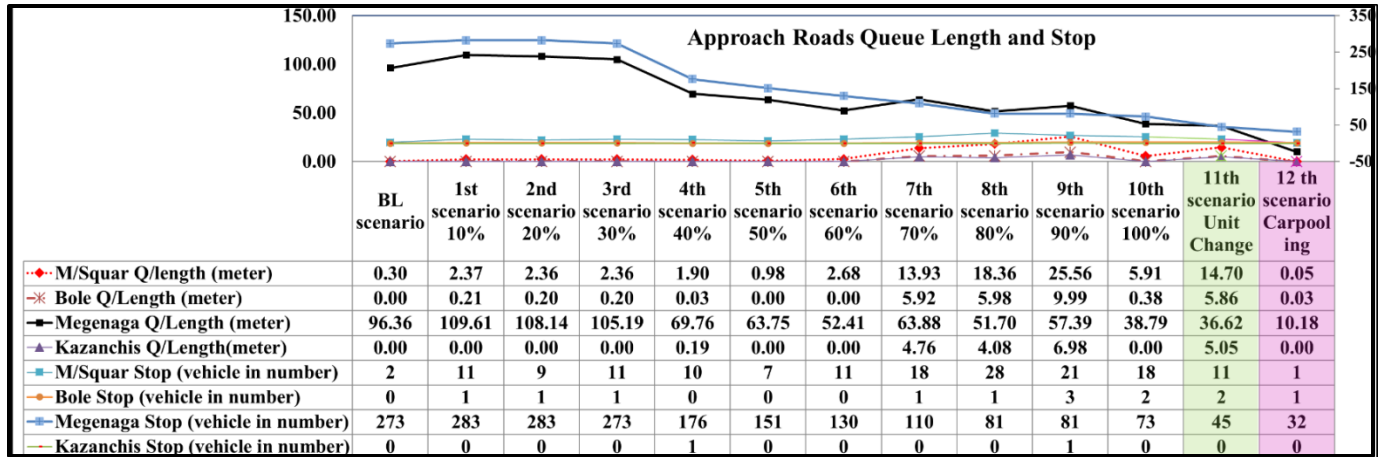 Approach Roads Queue Length and Stop
150.00
100.00
50.00
0.00
350
250
150
50
-50
BL scenario 1st scenario 10% 2nd scenario 20% 3rd scenario 30% 4th scenario 40% 5th scenario 50% 6th scenario 60% 7th scenario 70% 8th scenario 80% 9th scenario 90% 10th scenario 100% 11th scenario Unit Change 12 th scenario Carpool ing
M/Squar Q/length (meter) 0.30 2.37 2.36 2.36 1.90 0.98 2.68 13.93 18.36 25.56 5.91 14.70 0.05
Bole Q/Length (meter) 0.00 0.21 0.20 0.20 0.03 0.00 0.00 5.92 5.98 9.99 0.38 5.86 0.03
Megenaga Q/Length (meter) 96.36 109.61 108.14 105.19 69.76 63.75 52.41 63.88 51.70 57.39 38.79 36.62 10.18
Kazanchis Q/Length(meter) 0.00 0.00 0.00 0.00 0.19 0.00 0.00 4.76 4.08 6.98 0.00 5.05 0.00
M/Squar Stop (vehicle in number) 2 11 9 11 10 7 11 18 28 21 18 11 1
Bole Stop (vehicle in number) 0 1 1 1 0 0 0 1 1 3 2 2 1
Megenaga Stop (vehicle in number) 273 283 283 273 176 151 130 110 81 81 73 45 32
Kazanchis Stop (vehicle in number) 0 0 0 0 1 0 0 0 0 1 0 0 0